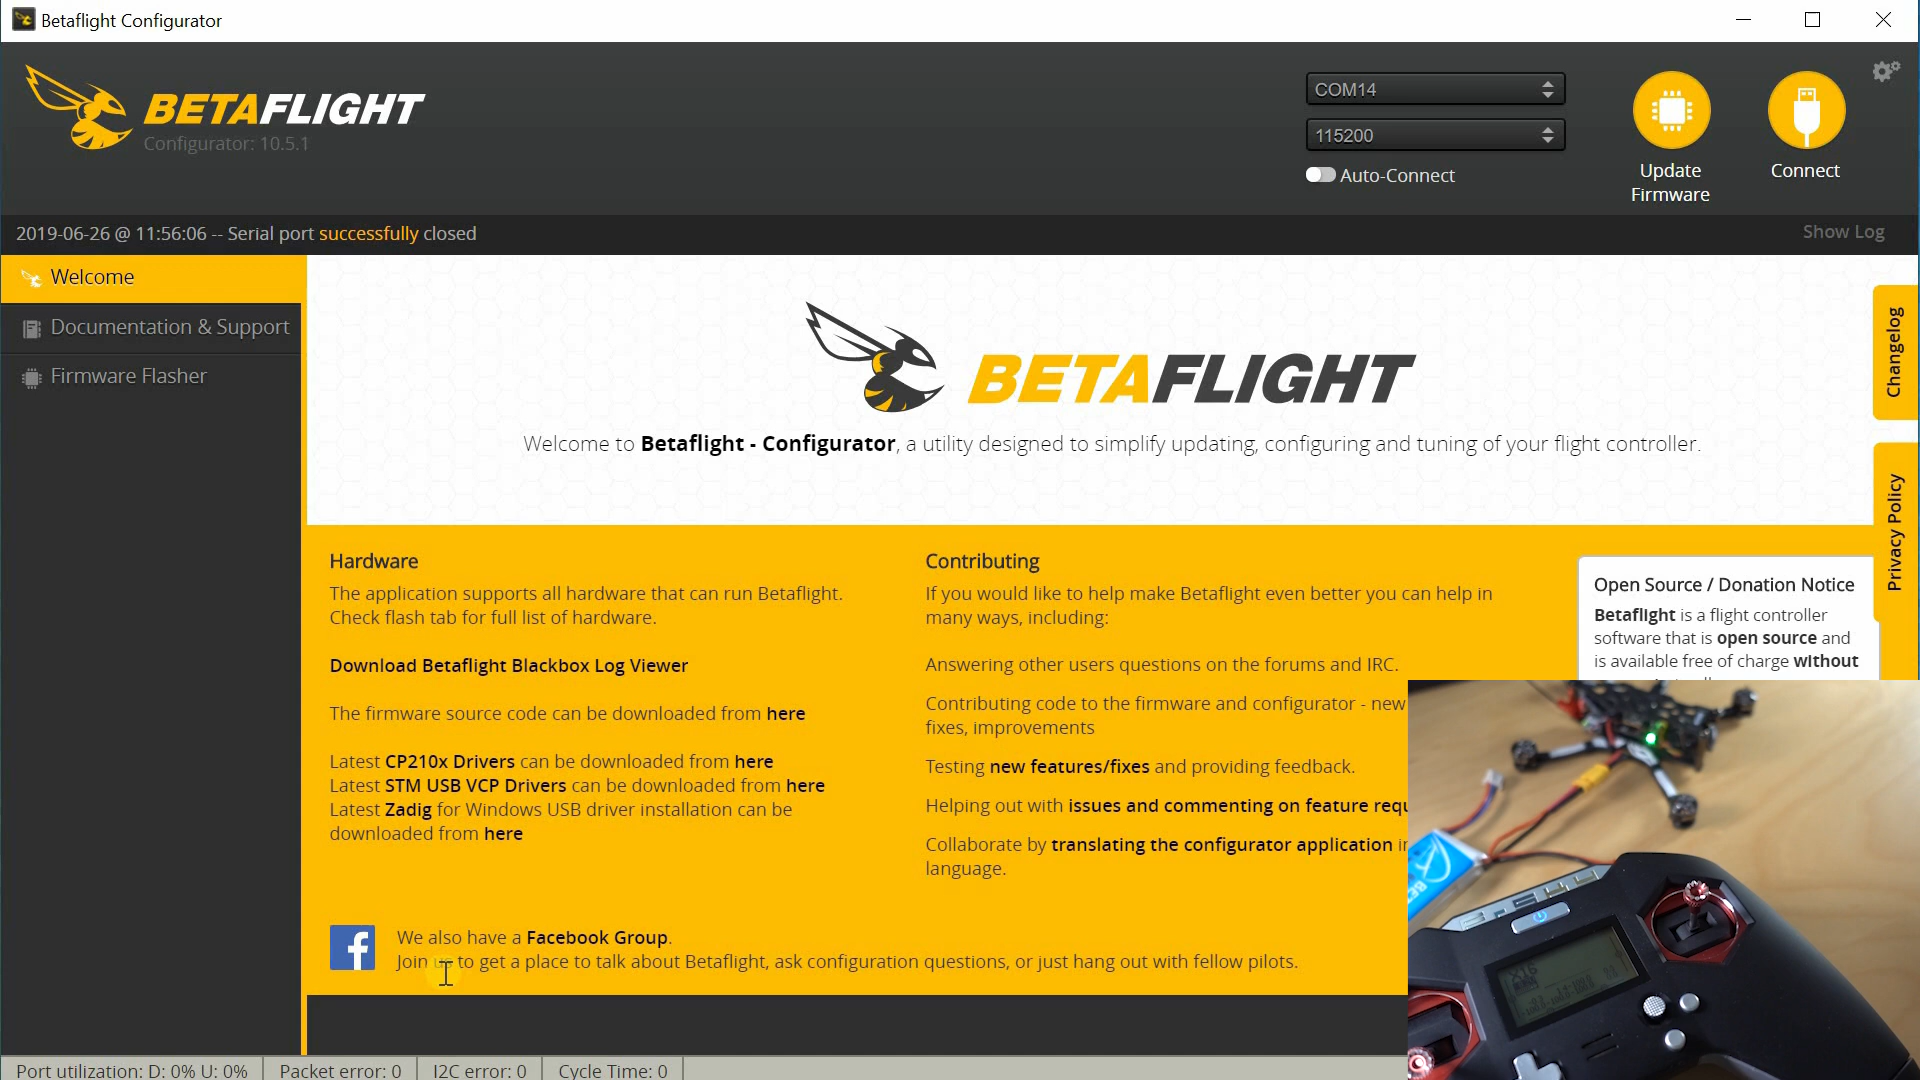 Betaflight Configurator
BETAFLIGHT
Configurator: 10.5.1
COM14
115200
Auto-Connect
Update
Firmware
Connect
2019-06-26 @ 11:56:06 -- Serial port successfully closed
Show Log
Welcome
Documentation & Support
Firmware Flasher
BETAFLIGHT
Welcome to Betaflight - Configurator, a utility designed to simplify updating, configuring and tuning of your flight controller.
Changelog
Privacy Policy
Hardware
The application supports all hardware that can run Betaflight.
Check flash tab for full list of hardware.
Download Betaflight Blackbox Log Viewer
The firmware source code can be downloaded from here
Latest CP210x Drivers can be downloaded from here
Latest STM USB VCP Drivers can be downloaded from here
Latest Zadig for Windows USB driver installation can be
downloaded from here
Contributing
If you would like to help make Betaflight even better you can help in
many ways, including:
Answering other users questions on the forums and IRC.
Contributing code to the firmware and configurator - new
fixes, improvements
Testing new features/fixes and providing feedback.
Helping out with issues and commenting on feature requ
Collaborate by translating the configurator application in
language.
Open Source / Donation Notice
Betaflight is a flight controller
software that is open source and
is available free of charge without
We also have a Facebook Group.
Join us to get a place to talk about Betaflight, ask configuration questions, or just hang out with fellow pilots.
Port utilization: D: 0% U: 0%
Packet error: 0
I2C error: 0
Cycle Time: 0